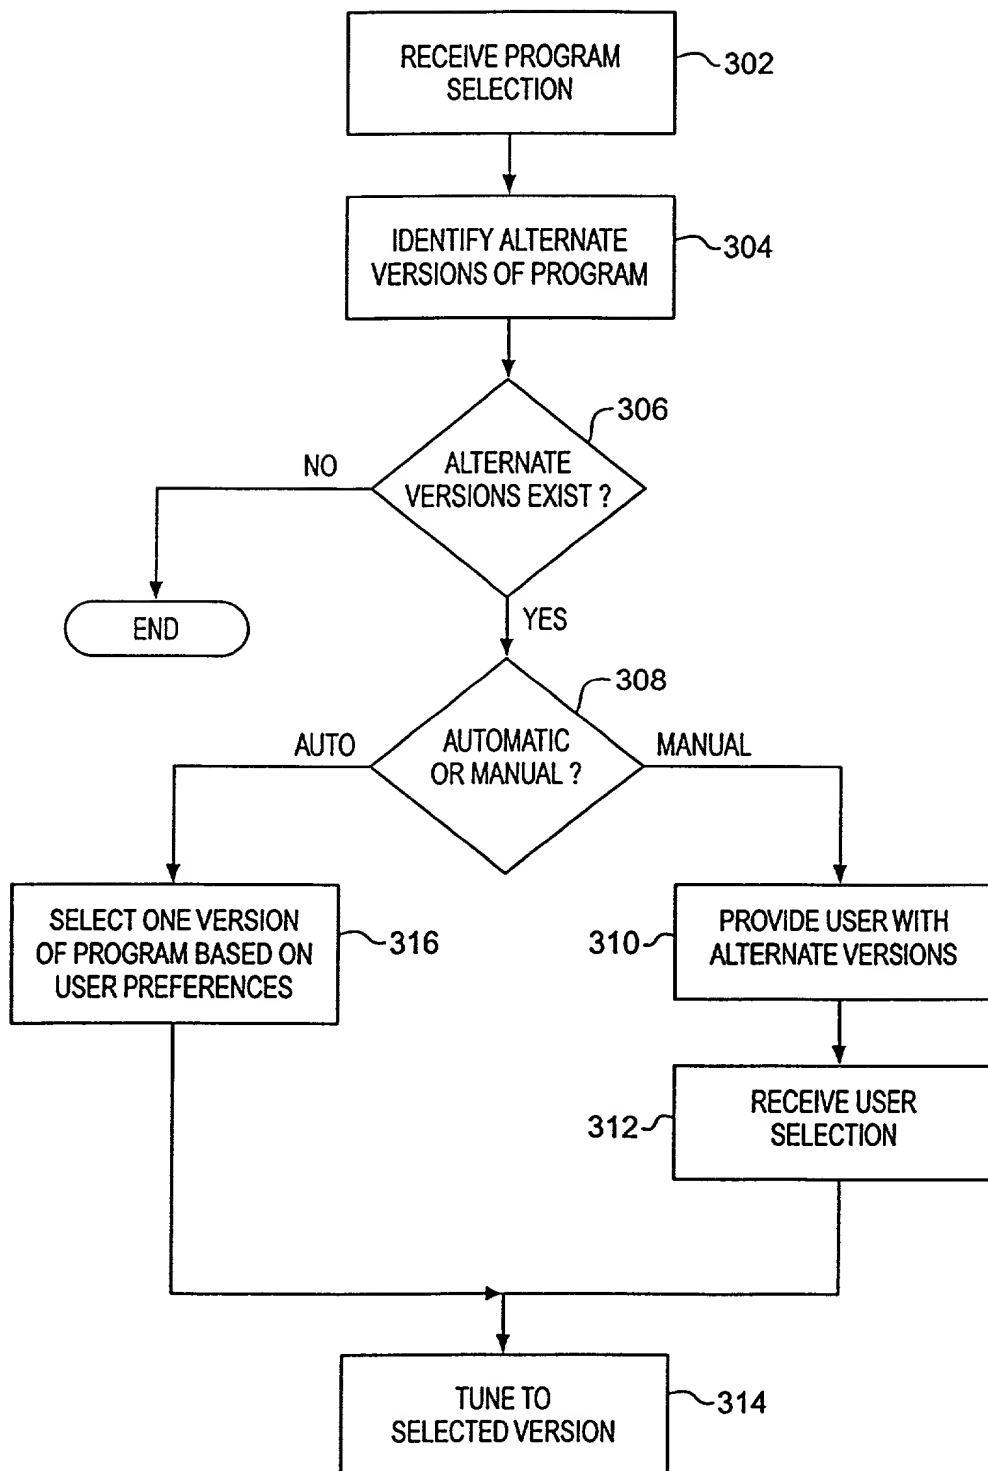 RECEIVE PROGRAM
SELECTION
302
IDENTIFY ALTERNATE
VERSIONS OF PROGRAM
304
306
ALTERNATE
VERSIONS EXIST ?
NO
END
YES
308
AUTOMATIC
OR MANUAL ?
AUTO
MANUAL
SELECT ONE VERSION
OF PROGRAM BASED ON
USER PREFERENCES
316
310
PROVIDE USER WITH
ALTERNATE VERSIONS
312
RECEIVE USER
SELECTION
TUNE TO
SELECTED VERSION
314